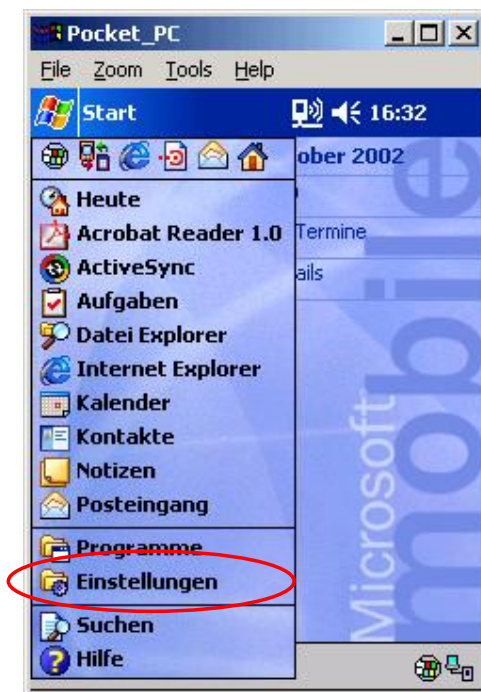 Pocket_PC
File Zoom Tools Help
Start 16:32
ober 2002
Heute
Acrobat Reader 1.0
Termine
ActiveSync
ails
Aufgaben
Datei Explorer
Internet Explorer
Kalender
Kontakte
Notizen
Posteingang
Programme
Einstellungen
Suchen
Hilfe
Microsoft
mobile